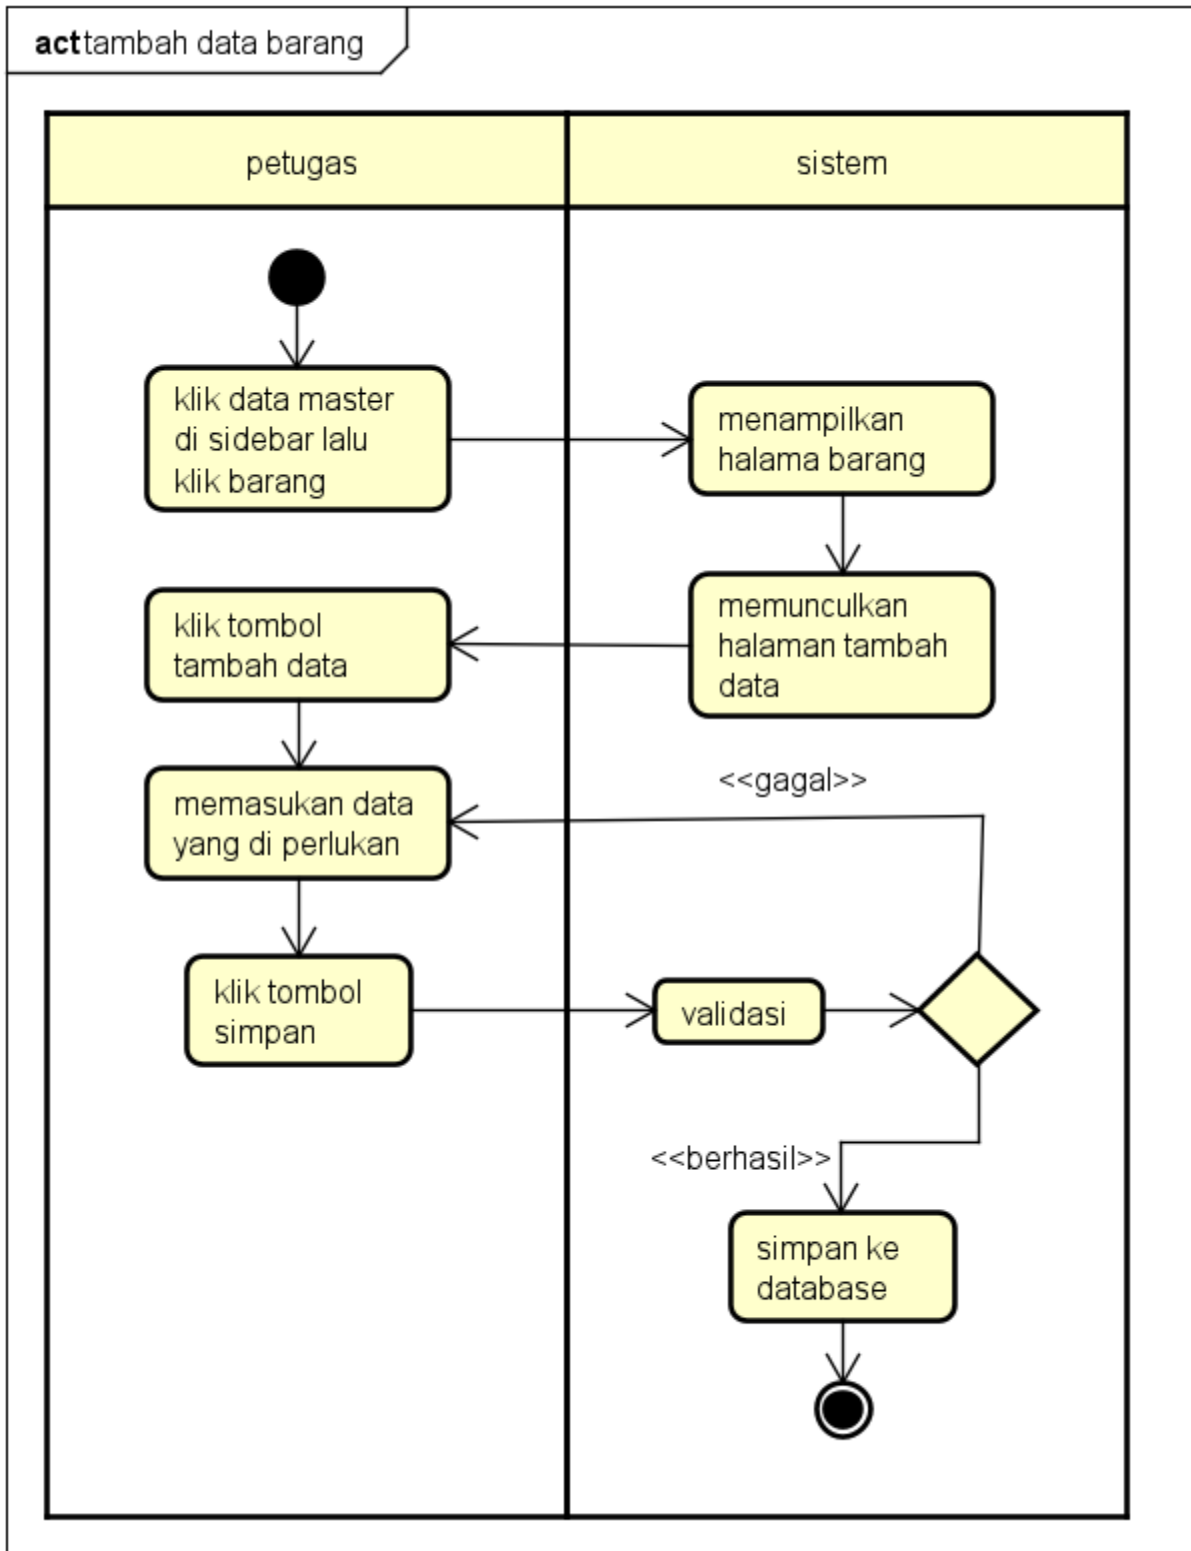 act tambah data barang
petugas
sistem
klik data master
di sidebar lalu
klik barang
menampilkan
halama barang
memunculkan
halaman tambah
data
klik tombol
tambah data
<<gagal>>
memasukan data
yang di perlukan
klik tombol
simpan
validasi
<<berhasil>>
simpan ke
database